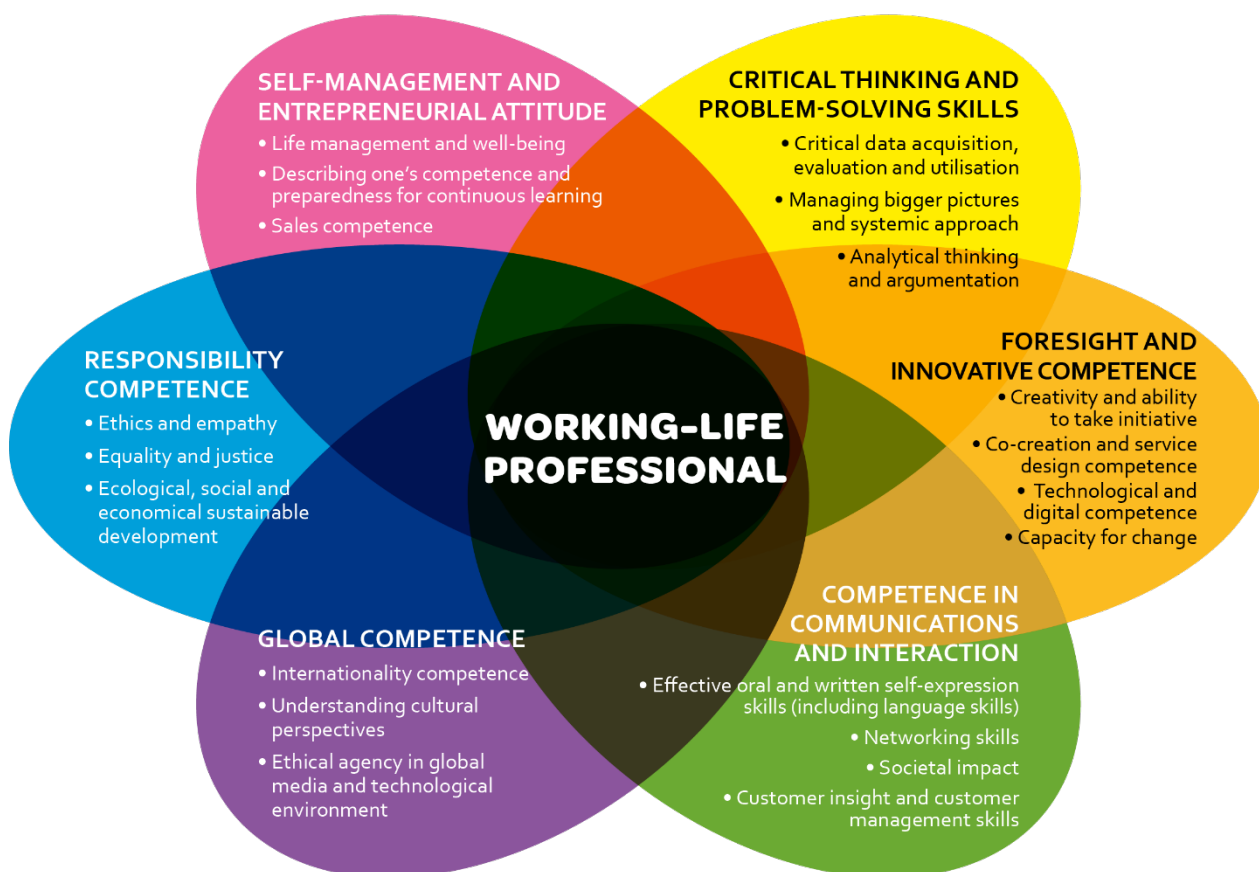 SELF-MANAGEMENT AND
ENTREPRENEURIAL ATTITUDE
• Life management and well-being
• Describing one's competence and
preparedness for continuous learning
• Sales competence
CRITICAL THINKING AND
PROBLEM-SOLVING SKILLS
• Critical data acquisition,
evaluation and utilisation
• Managing bigger pictures
and systemic approach
• Analytical thinking
and argumentation
RESPONSIBILITY
COMPETENCE
• Ethics and empathy
• Equality and justice
• Ecological, social and
economical sustainable
development
WORKING-LIFE
PROFESSIONAL
FORESIGHT AND
INNOVATIVE COMPETENCE
• Creativity and ability
to take initiative
• Co-creation and service
design competence
• Technological and
digital competence
• Capacity for change
GLOBAL COMPETENCE
• Internationality competence
• Understanding cultural
perspectives
• Ethical agency in global
media and technological
environment
COMPETENCE IN
COMMUNICATIONS
AND INTERACTION
• Effective oral and written self-expression
skills (including language skills)
• Networking skills
• Societal impact
• Customer insight and customer
management skills